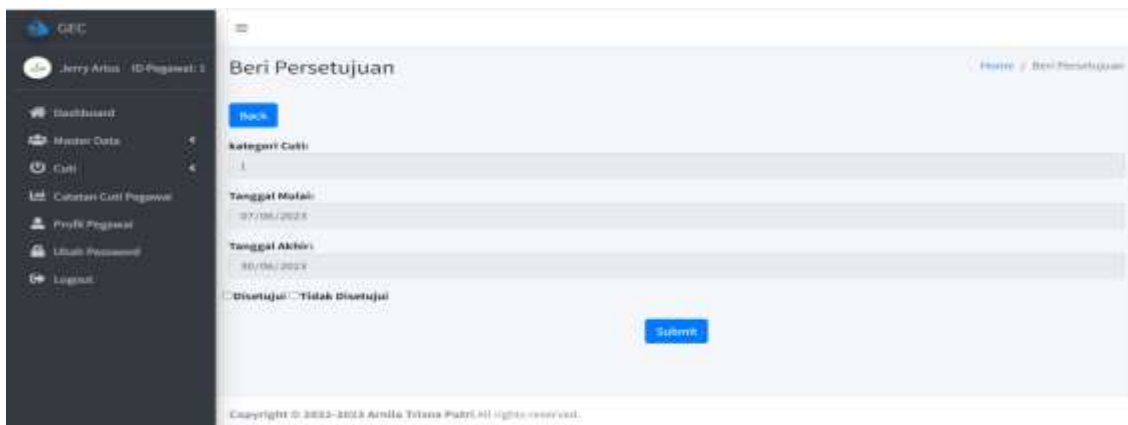 GEC
Jerry Artus ID Pegawai: 1
Dashboard
Master Data
Cuti
Catatan Cuti Pegawai
Profil Pegawai
Ubah Password
Logout
Beri Persetujuan
Home / Beri Persetujuan
Back
kategori Cuti:
1
Tanggal Mulai:
07/06/2023
Tanggal Akhir:
30/06/2023
Disetujui Tidak Disetujui
Submit
Copyright © 2022-2023 Arnila Trisna Putri All rights reserved.